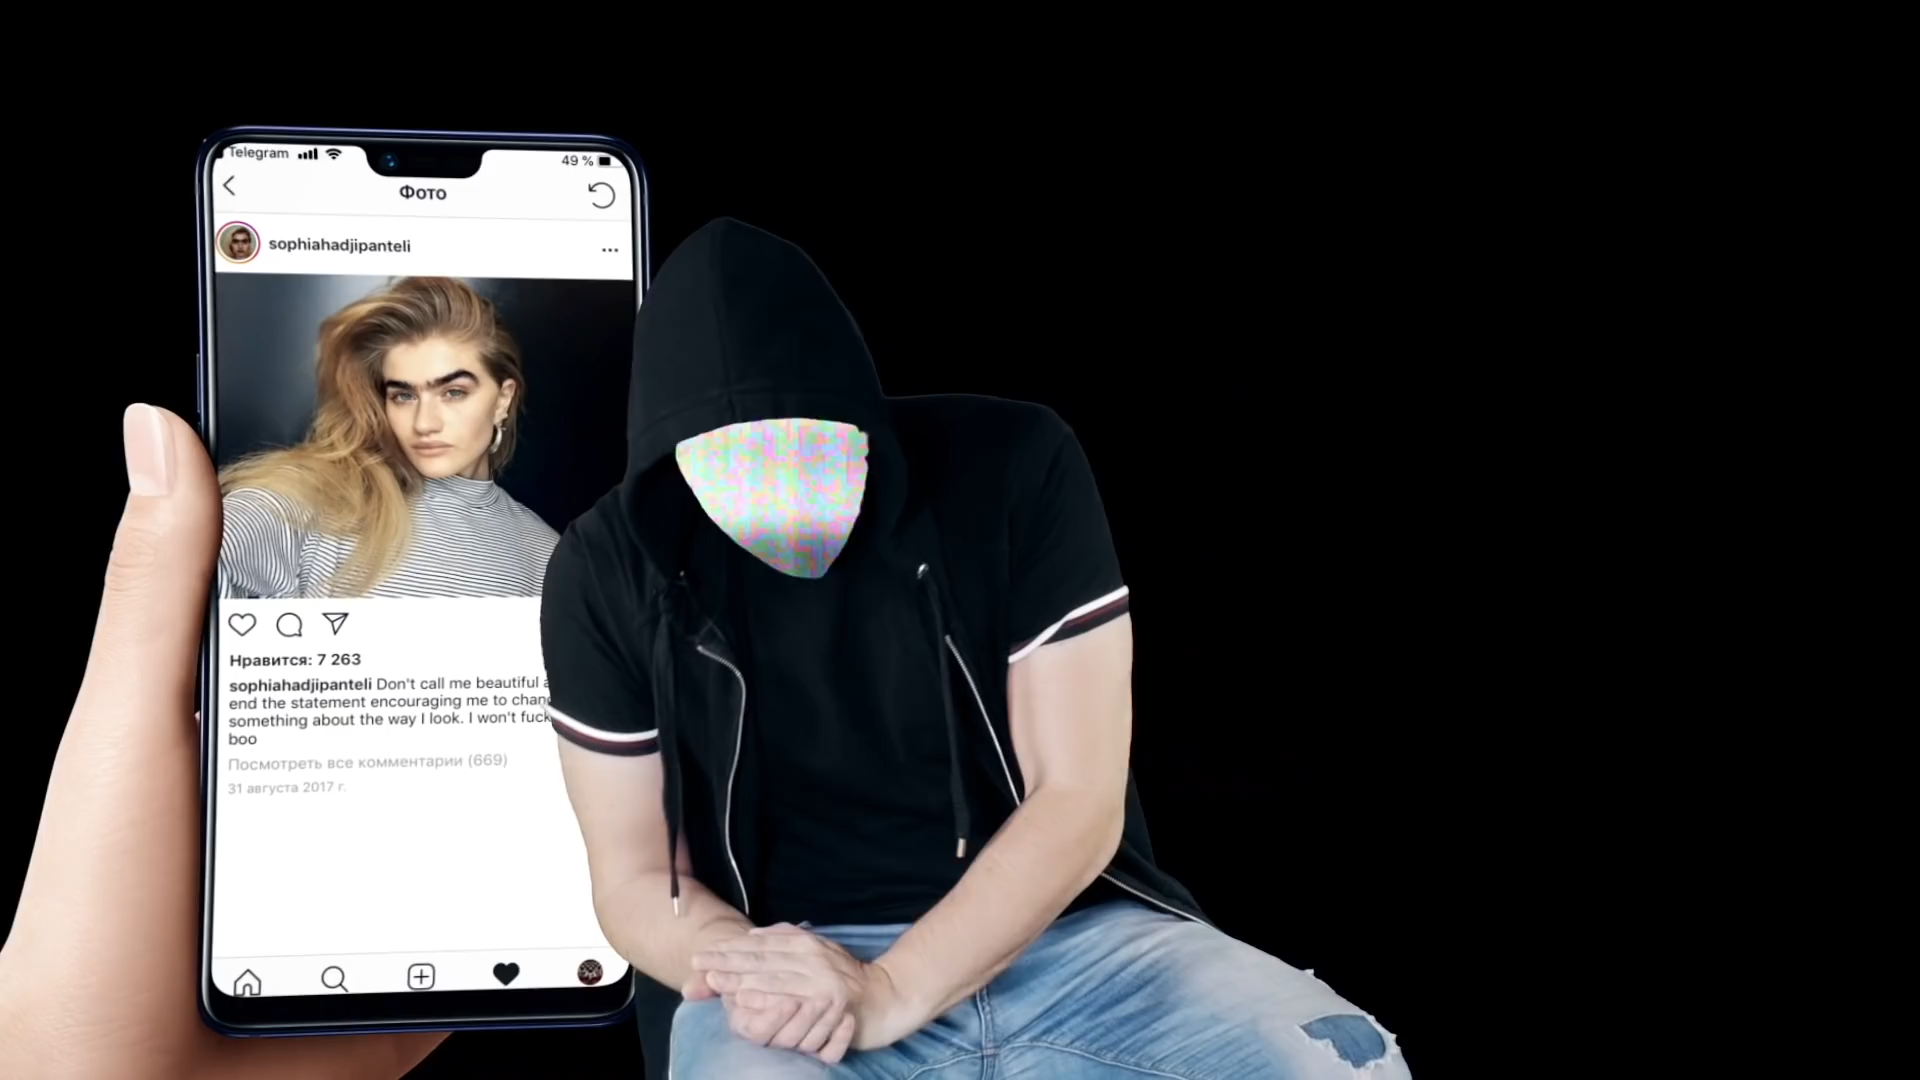 Telegram
49 %
Фото
sophiahadjipanteli
Нравится: 7 263
sophiahadjipanteli Don't call me beautiful
end the statement encouraging me to
something about the way I look. I won't
boo
Посмотреть все комментарии (669)
31 августа 2017 г.